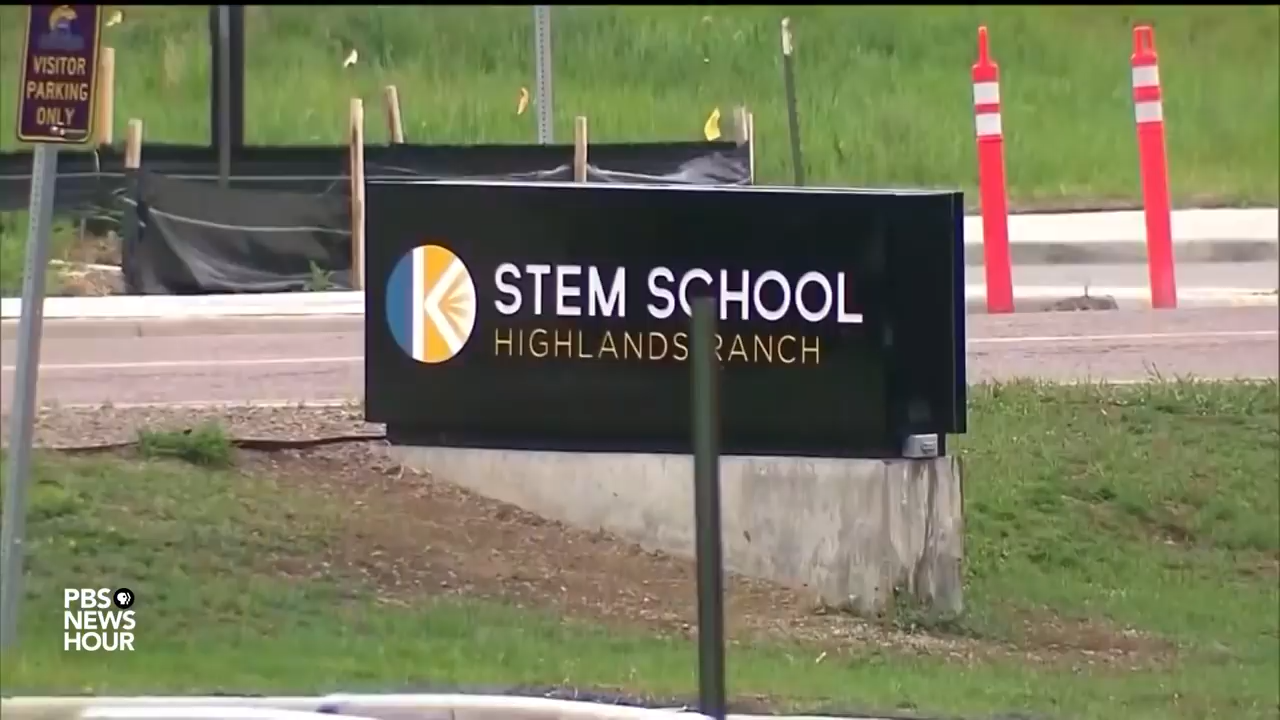 VISITOR
PARKING
ONLY
STEM SCHOOL
HIGHLANDS RANCH
PBS
NEWS
HOUR